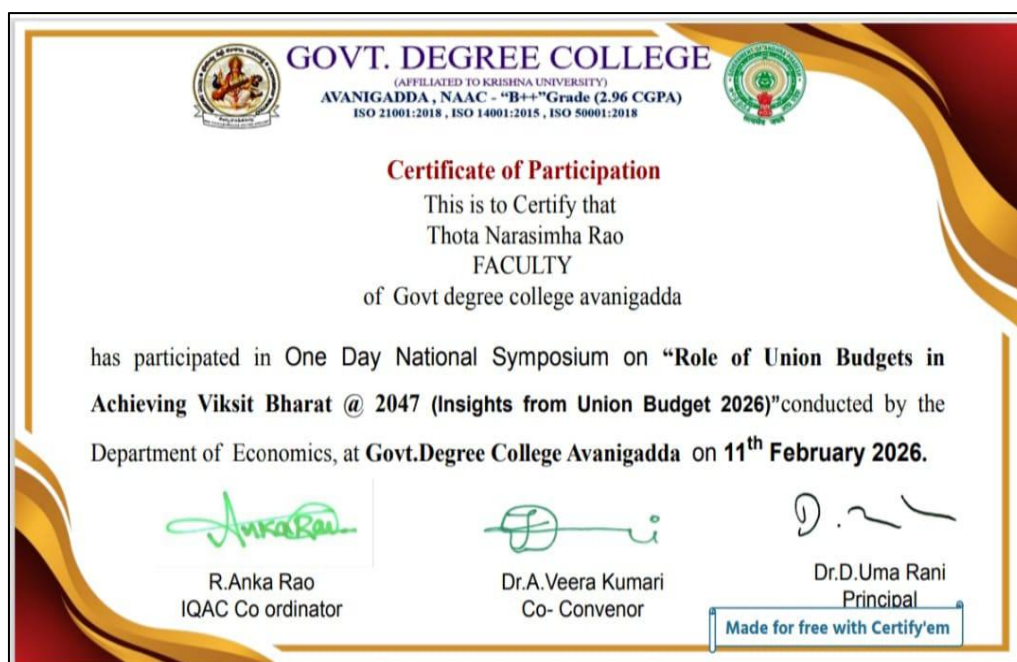 GOVT. DEGREE COLLEGE
(AFFILIATED TO KRISHNA UNIVERSITY)
AVANIGADDA , NAAC - “B++”Grade (2.96 CGPA)
ISO 21001:2018 , ISO 14001:2015 , ISO 50001:2018
Certificate of Participation
This is to Certify that
Thota Narasimha Rao
FACULTY
of Govt degree college avanigadda
has participated in One Day National Symposium on “Role of Union Budgets in
Achieving Viksit Bharat @ 2047 (Insights from Union Budget 2026)”conducted by the
Department of Economics, at Govt.Degree College Avanigadda on 11th February 2026.
AnkaRao
R.Anka Rao
IQAC Co ordinator
Dr.A.Veera Kumari
Co- Convenor
Dr.D.Uma Rani
Principal
Made for free with Certify'em